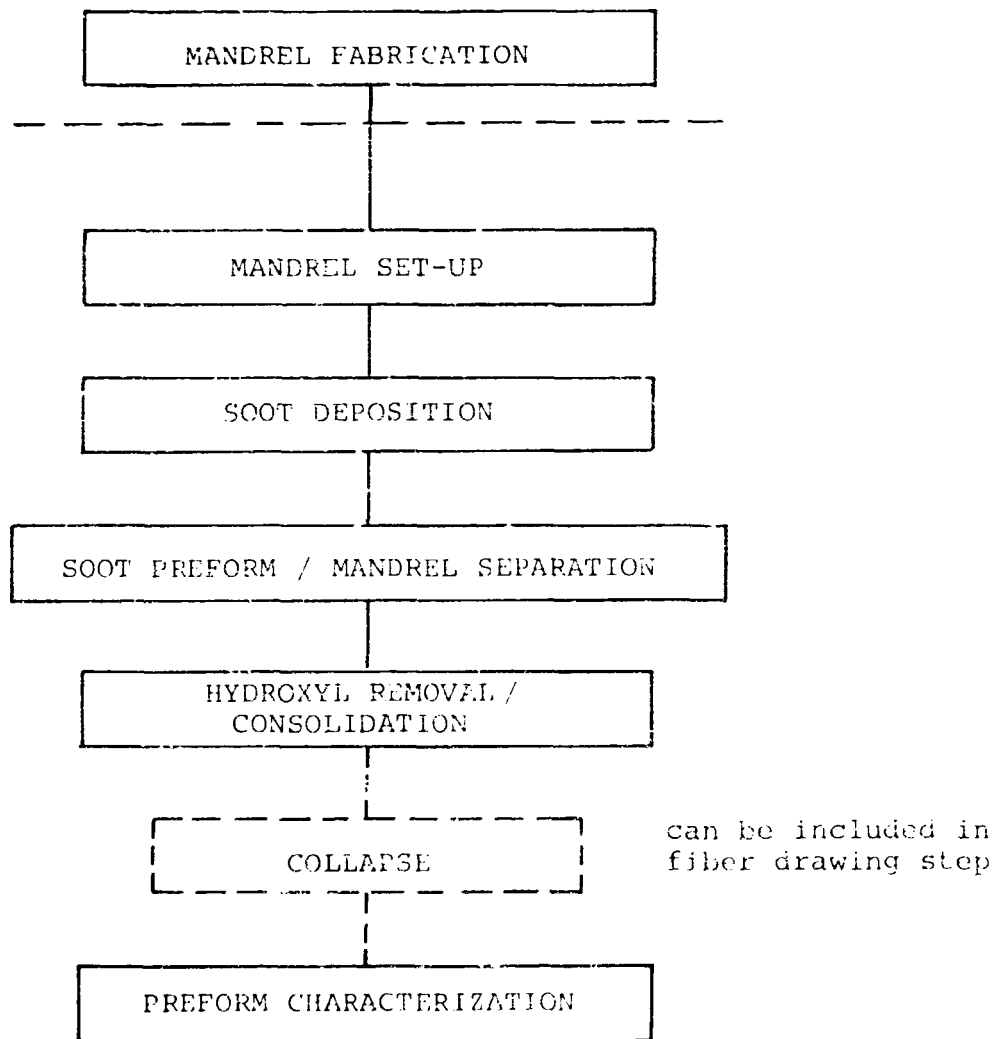 MANDREL FABRICATION
MANDREL SET-UP
SOOT DEPOSITION
SOOT PREFORM / MANDREL SEPARATION
HYDROXYL REMOVAL /
CONSOLIDATION
COLLAPSE
can be included in
fiber drawing step
PREFORM CHARACTERIZATION